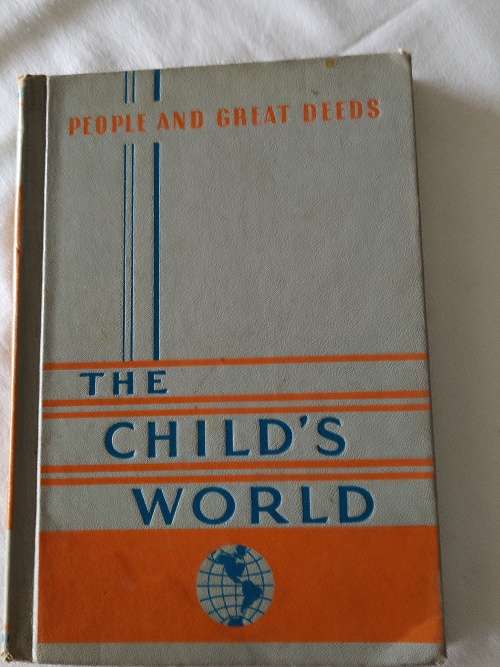 PEOPLE AND GREAT DEEDS
THE
CHILD'S
WORLD